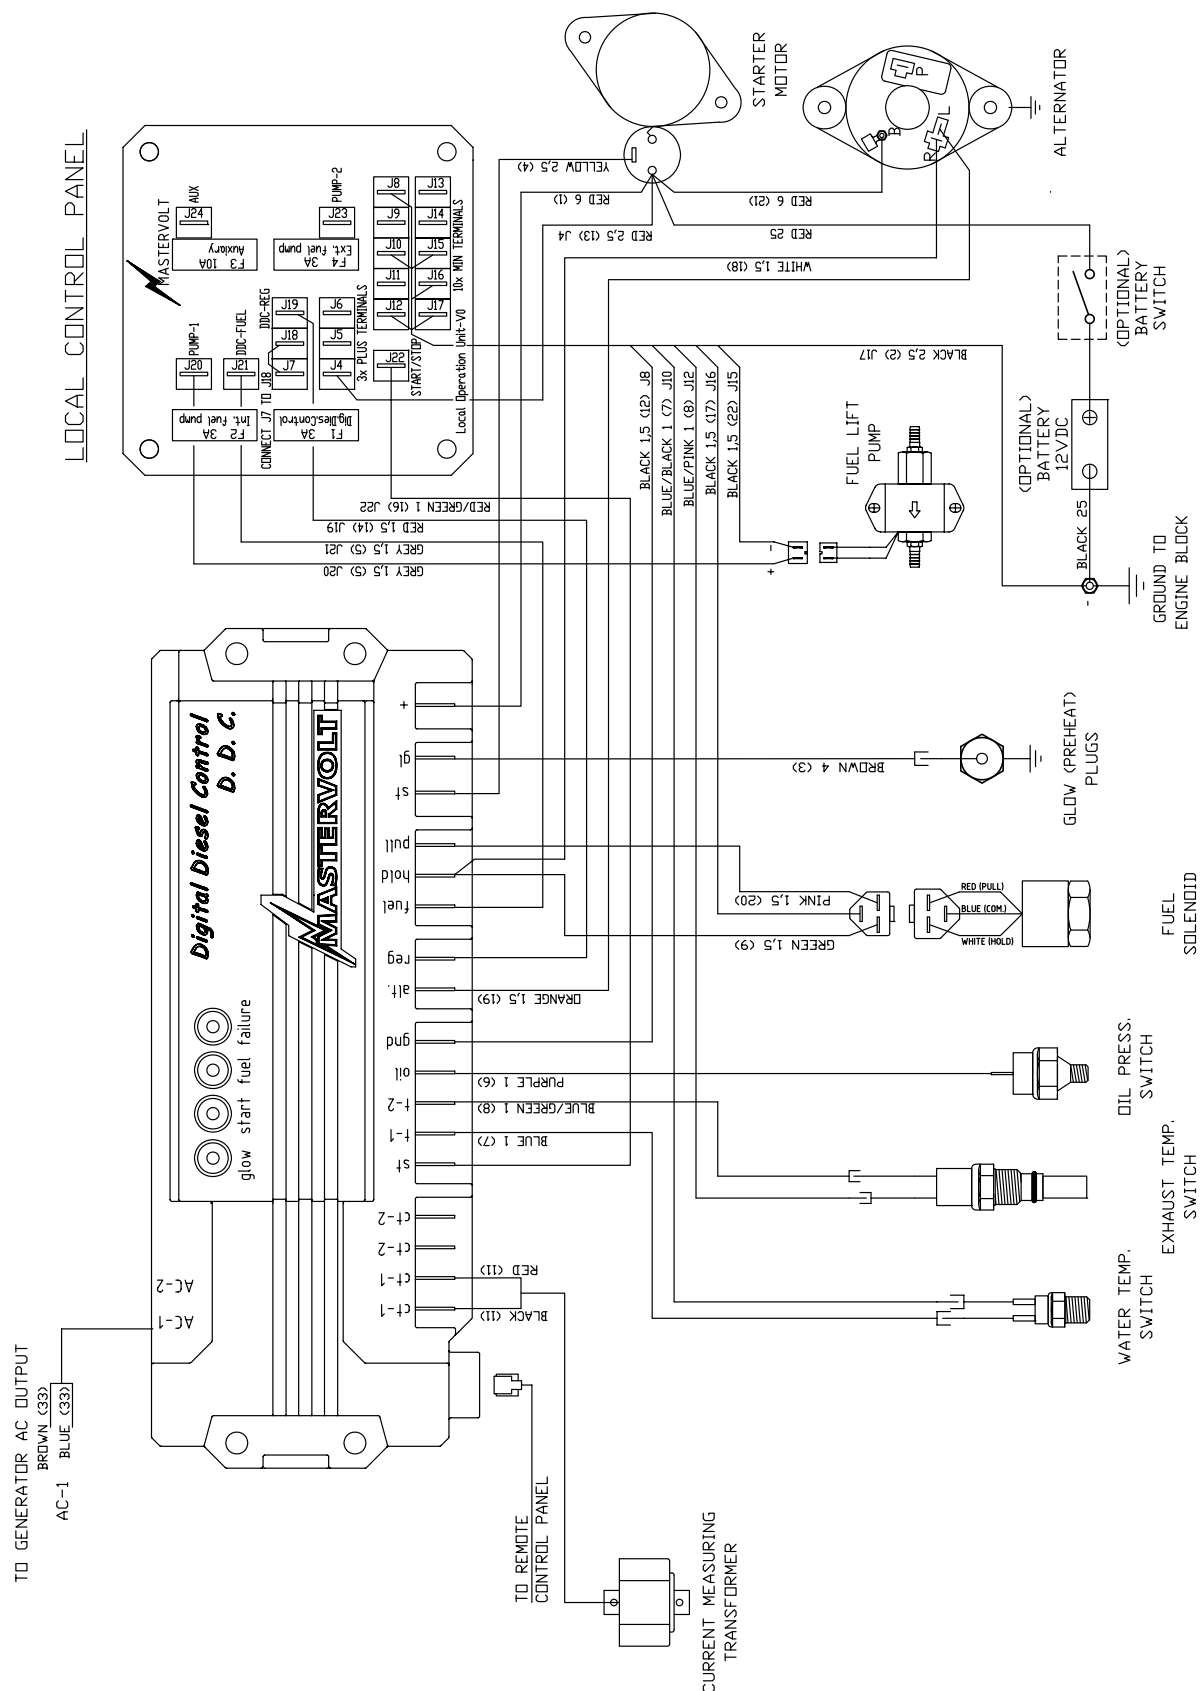 LOCAL CONTROL PANEL
MASTERVOLT
J24
AUX
F3 10A
Auxiary
J23
PUMP-2
F4 3A
Ext. fuel pump
J20
PUMP-1
J21
DDC-FUEL
F2 3A
Int. fuel pump
J19
J18
J7
DDC-REG
CONNECT J7 TO J18
F1 3A
Dig.Dies.Control
J6
J5
J4
3x PLUS TERMINALS
J8
J9
J10
J11
J12
J13
J14
J15
J16
J17
10x MIN TERMINALS
J22
START/STOP
Local Operation Unit-V0
STARTER
MOTOR
ALTERNATOR
P
B
R
L
YELLOW 2,5 (4)
RED 6 (1)
RED 6 (21)
RED 2,5 (13) J4
RED 25
WHITE 1,5 (18)
(OPTIONAL)
BATTERY
SWITCH
BLACK 2,5 (2) J17
BLACK 1,5 (12) J8
BLUE/BLACK 1 (7) J10
BLUE/PINK 1 (8) J12
BLACK 1,5 (17) J16
BLACK 1,5 (22) J15
FUEL LIFT
PUMP
(OPTIONAL)
BATTERY
12VDC
+
-
BLACK 25
-
GROUND TO
ENGINE BLOCK
RED/GREEN 1 (16) J22
RED 1,5 (14) J19
GREY 1,5 (5) J21
GREY 1,5 (5) J20
-
+
Digital Diesel Control
D. D. C.
MASTERVOLT
glow
start
fuel
failure
+
gl
st
pull
hold
fuel
reg
alt.
gnd
oil
t-2
t-1
st
ct-2
ct-2
ct-1
ct-1
AC-2
AC-1
BROWN 4 (3)
GLOW (PREHEAT)
PLUGS
PINK 1,5 (20)
GREEN 1,5 (9)
RED (PULL)
BLUE (COM.)
WHITE (HOLD)
FUEL
SOLENOID
ORANGE 1,5 (19)
PURPLE 1 (6)
OIL PRESS.
SWITCH
BLUE/GREEN 1 (8)
BLUE 1 (7)
EXHAUST TEMP.
SWITCH
WATER TEMP.
SWITCH
RED (11)
BLACK (11)
TO GENERATOR AC OUTPUT
BROWN (33)
AC-1
BLUE (33)
TO REMOTE
CONTROL PANEL
CURRENT MEASURING
TRANSFORMER